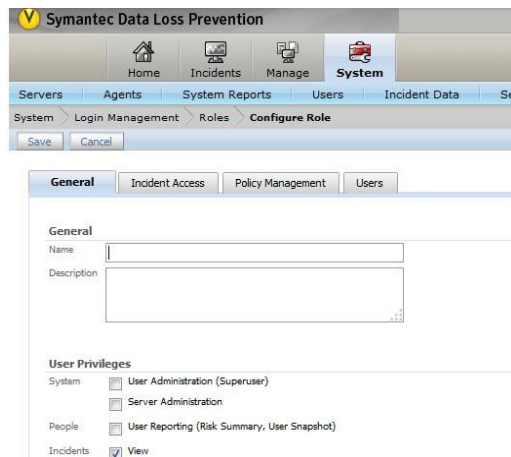 Symantec Data Loss Prevention
Home Incidents Manage System
Servers Agents System Reports Users Incident Data
System Login Management Roles Configure Role
Save Cancel
General Incident Access Policy Management Users
General
Name
Description
User Privileges
System User Administration (Superuser)
Server Administration
People User Reporting (Risk Summary, User Snapshot)
Incidents View